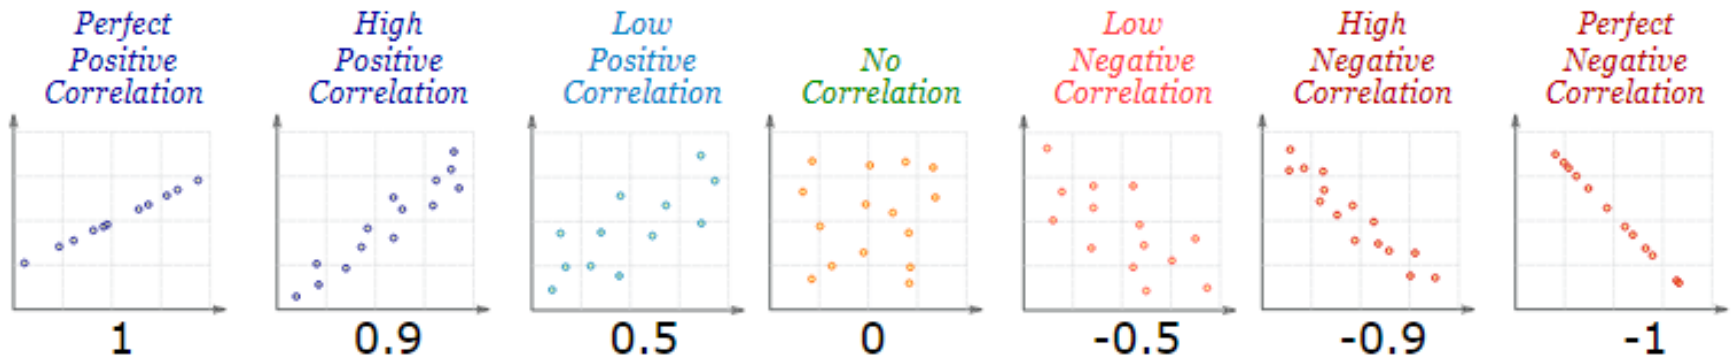 Perfect
Positive
Correlation
High
Positive
Correlation
Low
Positive
Correlation
No
Correlation
Low
Negative
Correlation
High
Negative
Correlation
Perfect
Negative
Correlation
1
0.9
0.5
0
-0.5
-0.9
-1